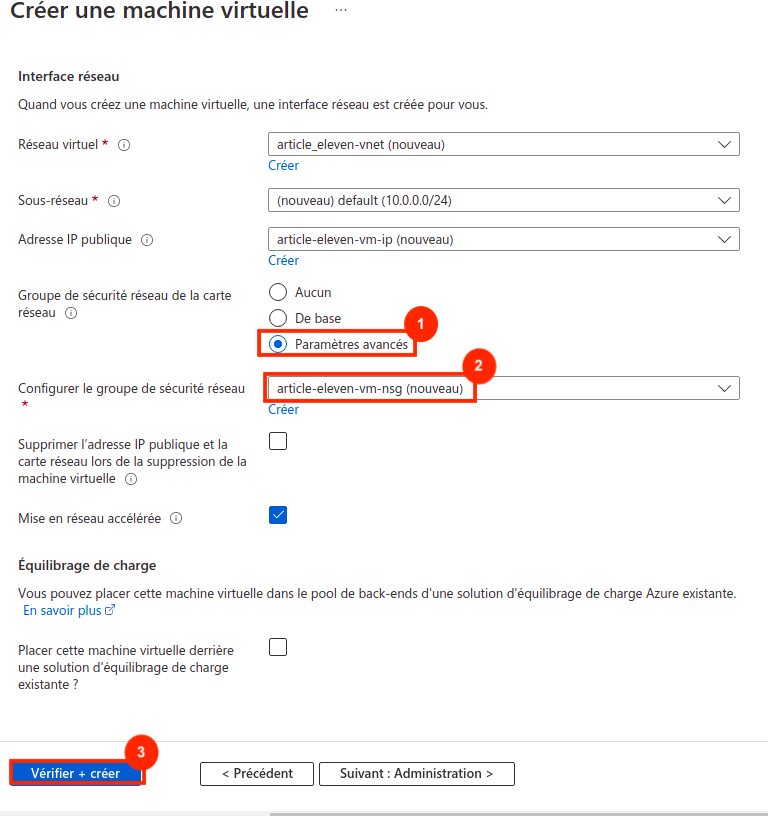 Créer une machine virtuelle ...
Interface réseau
Quand vous créez une machine virtuelle, une interface réseau est créée pour vous.
Réseau virtuel *
article_eleven-vnet (nouveau)
Créer
Sous-réseau *
(nouveau) default (10.0.0.0/24)
Adresse IP publique
article-eleven-vm-ip (nouveau)
Créer
Groupe de sécurité réseau de la carte
réseau
Aucun
De base
1
Paramètres avancés
2
Configurer le groupe de sécurité réseau
*
article-eleven-vm-nsg (nouveau)
Créer
Supprimer l’adresse IP publique et la
carte réseau lors de la suppression de la
machine virtuelle
Mise en réseau accélérée
Équilibrage de charge
Vous pouvez placer cette machine virtuelle dans le pool de back-ends d'une solution d'équilibrage de charge Azure existante.
En savoir plus
Placer cette machine virtuelle derrière
une solution d'équilibrage de charge
existante ?
3
Vérifier + créer
< Précédent
Suivant : Administration >